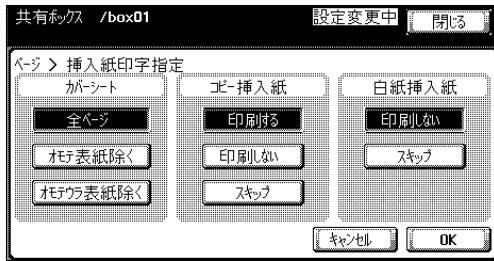 共有ボックス /box01 設定変更中 閉じる
ページ > 挿入紙印字指定
カバーシート コピー挿入紙 白紙挿入紙
全ページ 印刷する 印刷しない
オモテ表紙除く 印刷しない スキップ
オモテウラ表紙除く スキップ
キャンセル OK